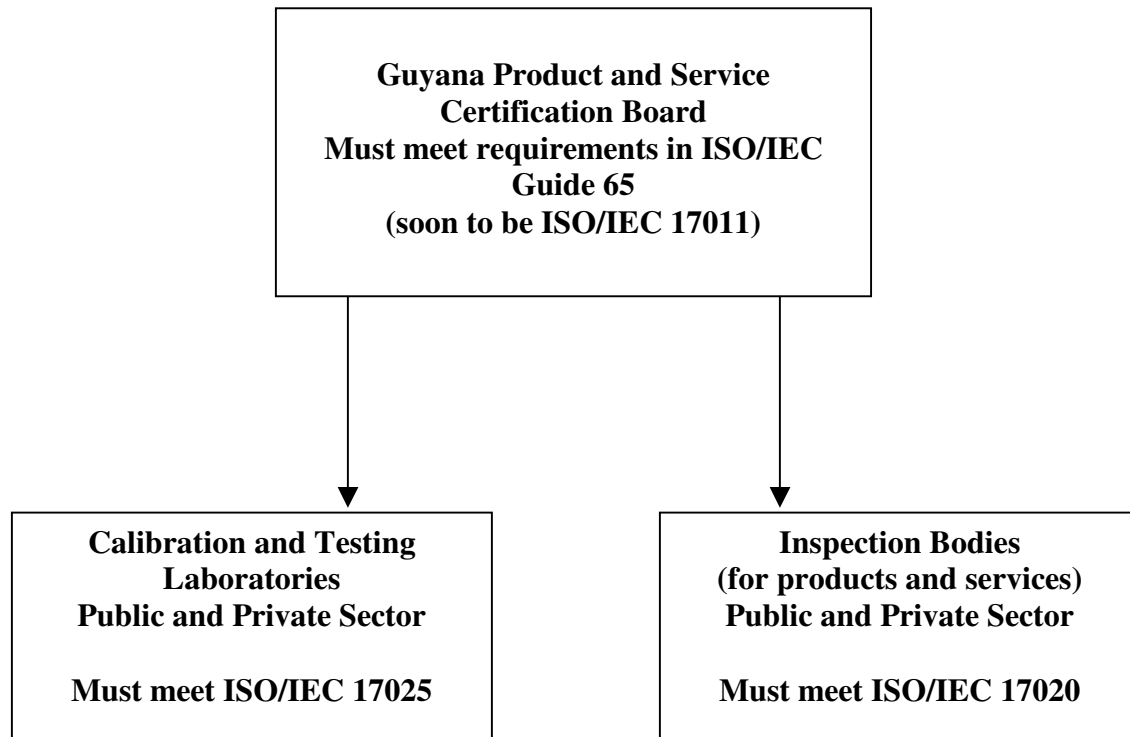 Guyana Product and Service
Certification Board
Must meet requirements in ISO/IEC
Guide 65
(soon to be ISO/IEC 17011)
Calibration and Testing
Laboratories
Public and Private Sector
Must meet ISO/IEC 17025
Inspection Bodies
(for products and services)
Public and Private Sector
Must meet ISO/IEC 17020